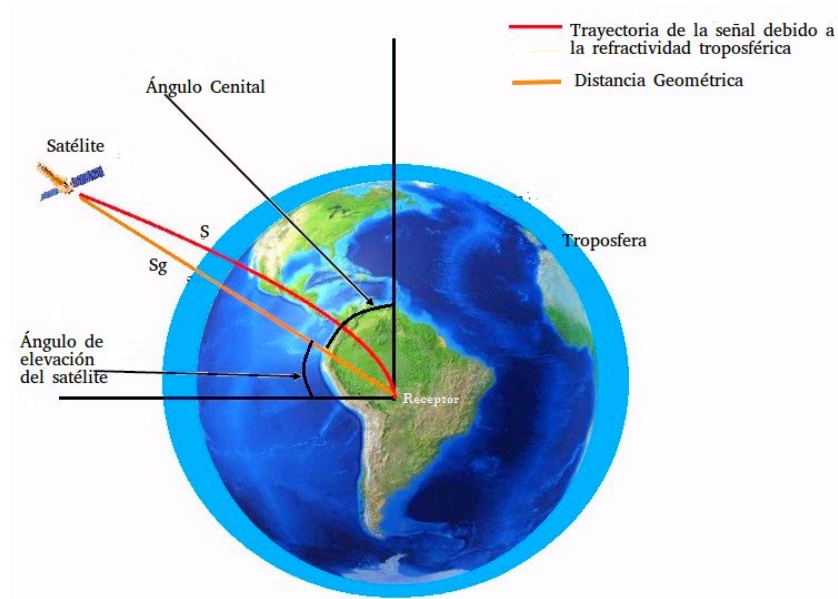 Trayectoria de la señal debido a
la refractividad troposférica
Distancia Geométrica
Ángulo Cenital
Satélite
S
Sg
Troposfera
Ángulo de
elevación
del satélite
Receptor